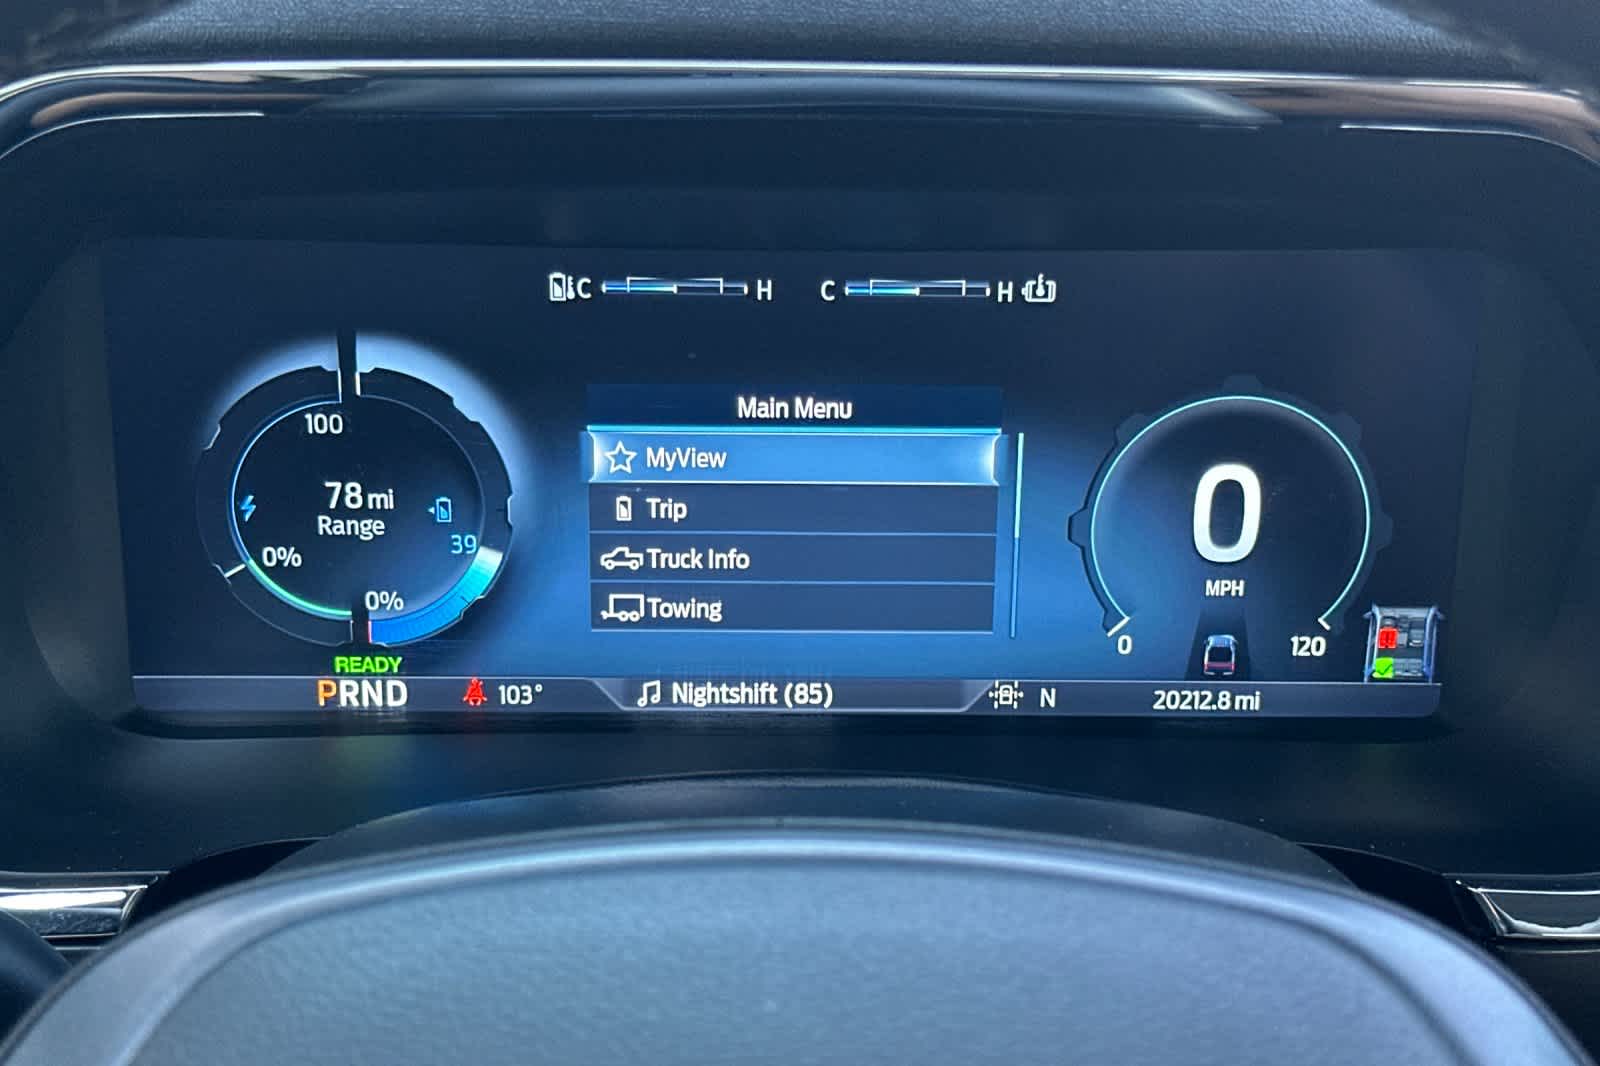 C H C H
Main Menu
100
MyView
78 mi
Range
Trip
39
0%
0%
Truck Info
Towing
0
MPH
0 120
READY
PRND
103°
Nightshift (85)
N
20212.8 mi